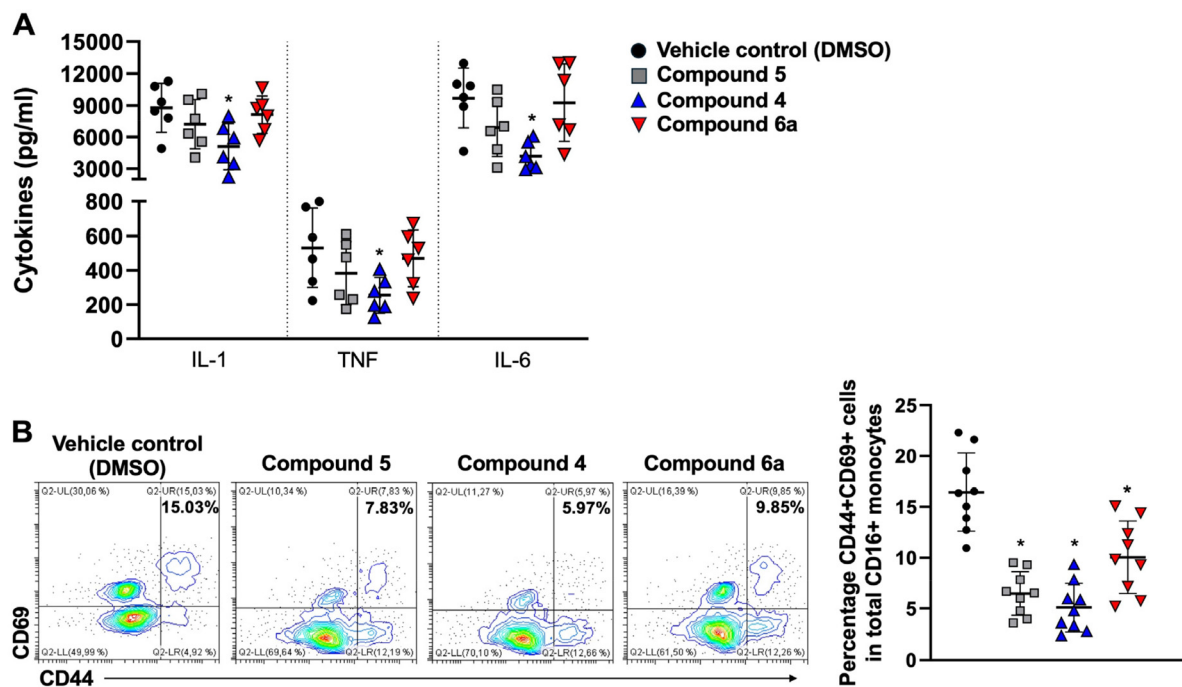 A
Cytokines (pg/ml)
15000
12000
9000
6000
3000
800
600
400
200
0
*
*
*
IL-1
TNF
IL-6
Vehicle control (DMSO)
Compound 5
Compound 4
Compound 6a
B
Vehicle control
(DMSO)
Compound 5
Compound 4
Compound 6a
Q2-UL(30,06 %)
Q2-UR(15,03 %)
15.03%
Q2-LL(49,99 %)
Q2-LR(4,92 %)
Q2-UL(10,34 %)
Q2-UR(7,83 %)
7.83%
Q2-LL(69,64 %)
Q2-LR(12,19 %)
Q2-UL(11,27 %)
Q2-UR(5,97 %)
5.97%
Q2-LL(70,10 %)
Q2-LR(12,66 %)
Q2-UL(16,39 %)
Q2-UR(9,85 %)
9.85%
Q2-LL(61,50 %)
Q2-LR(12,26 %)
CD69
CD44
Percentage CD44+CD69+ cells
in total CD16+ monocytes
25
20
15
10
5
0
*
*
*